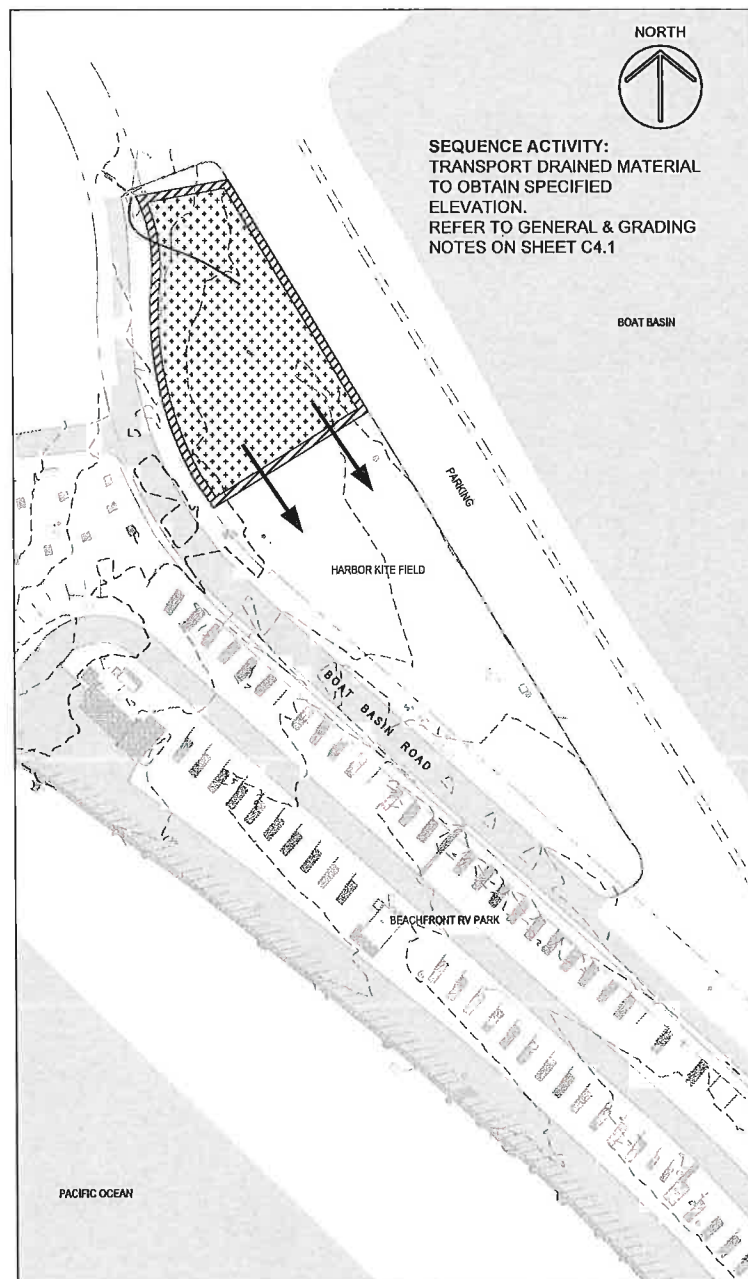 NORTH
SEQUENCE ACTIVITY:
TRANSPORT DRAINED MATERIAL
TO OBTAIN SPECIFIED
ELEVATION.
REFER TO GENERAL & GRADING
NOTES ON SHEET C4.1
BOAT BASIN
PARKING
HARBOR KITE FIELD
BOAT BASIN ROAD
BEACHFRONT RV PARK
PACIFIC OCEAN